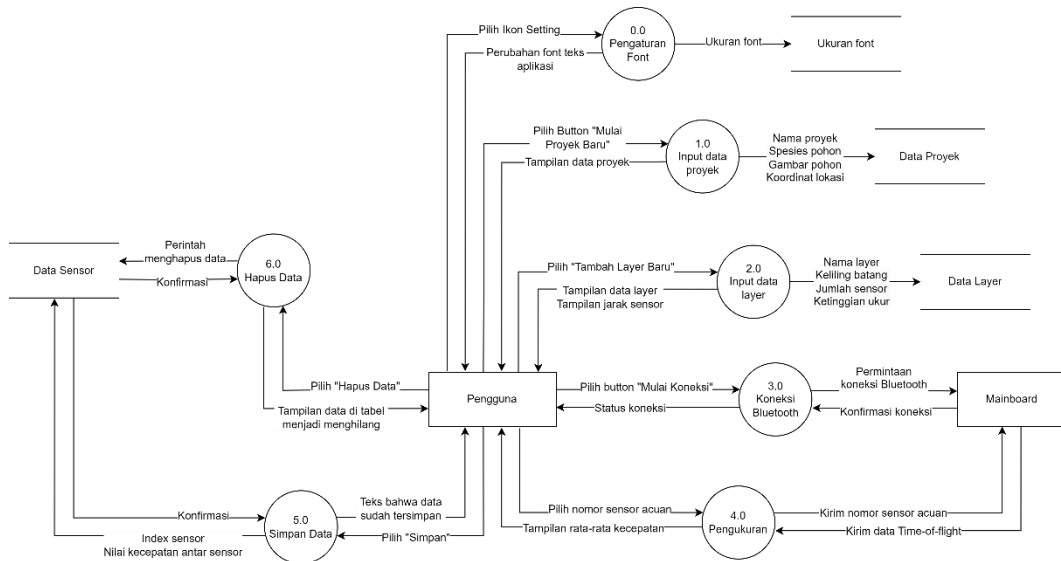 Pilih Ikon Setting
Perubahan font teks
aplikasi
0.0
Pengaturan
Font
Ukuran font
Ukuran font
Pilih Button "Mulai
Proyek Baru"
Tampilan data proyek
1.0
Input data
proyek
Nama proyek
Spesies pohon
Gambar pohon
Koordinat lokasi
Data Proyek
Data Sensor
Perintah
menghapus data
Konfirmasi
6.0
Hapus Data
Pilih "Tambah Layer Baru"
Tampilan data layer
Tampilan jarak sensor
2.0
Input data
layer
Nama layer
Keliling batang
Jumlah sensor
Ketinggian ukur
Data Layer
Pilih "Hapus Data"
Tampilan data di tabel
menjadi menghilang
Pengguna
Pilih button "Mulai Koneksi"
Status koneksi
3.0
Koneksi
Bluetooth
Permintaan
koneksi Bluetooth
Konfirmasi koneksi
Mainboard
Konfirmasi
Index sensor
Nilai kecepatan antar sensor
5.0
Simpan Data
Teks bahwa data
sudah tersimpan
Pilih "Simpan"
Pilih nomor sensor acuan
Tampilan rata-rata kecepatan
4.0
Pengukuran
Kirim nomor sensor acuan
Kirim data Time-of-flight